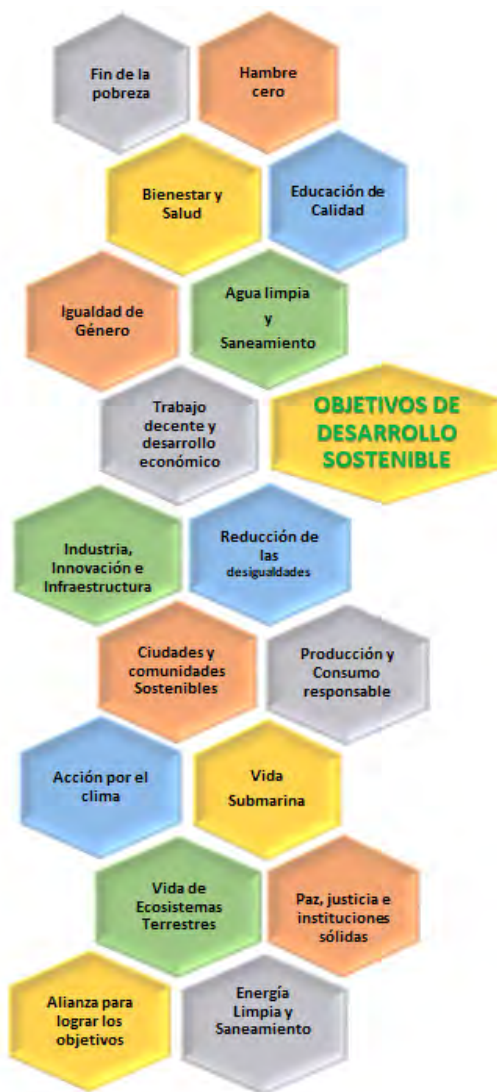 Fin de la
pobreza
Hambre
cero
Bienestar y
Salud
Educación de
Calidad
Igualdad de
Género
Agua limpia
y
Saneamiento
Trabajo
decente y
desarrollo
económico
OBJETIVOS DE
DESARROLLO
SOSTENIBLE
Industria,
Innovación e
Infraestructura
Reducción de
las
desigualdades
Ciudades y
comunidades
Sostenibles
Producción y
Consumo
responsable
Acción por el
clima
Vida
Submarina
Vida de
Ecosistemas
Terrestres
Paz, justicia e
instituciones
sólidas
Alianza para
lograr los
objetivos
Energía
Limpia y
Saneamiento